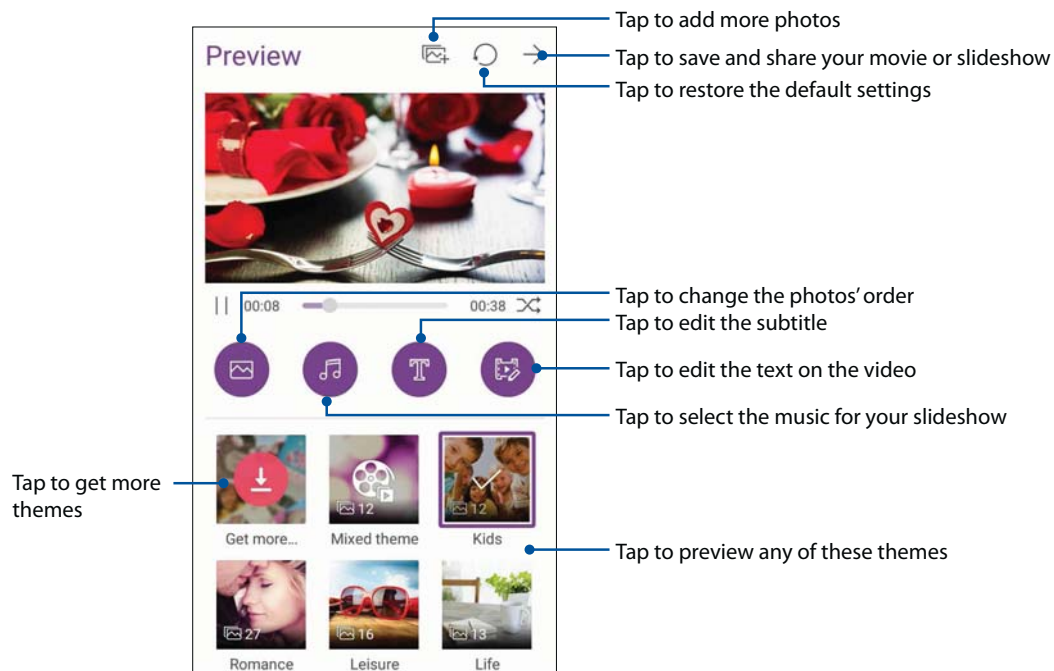 Tap to add more photos
Preview
Tap to save and share your movie or slideshow
Tap to restore the default settings
00:08
00:38
Tap to change the photos' order
Tap to edit the subtitle
T
Tap to edit the text on the video
Tap to select the music for your slideshow
Tap to get more
themes
12
12
Get more...
Mixed theme
Kids
Tap to preview any of these themes
27
16
13
Romance
Leisure
Life